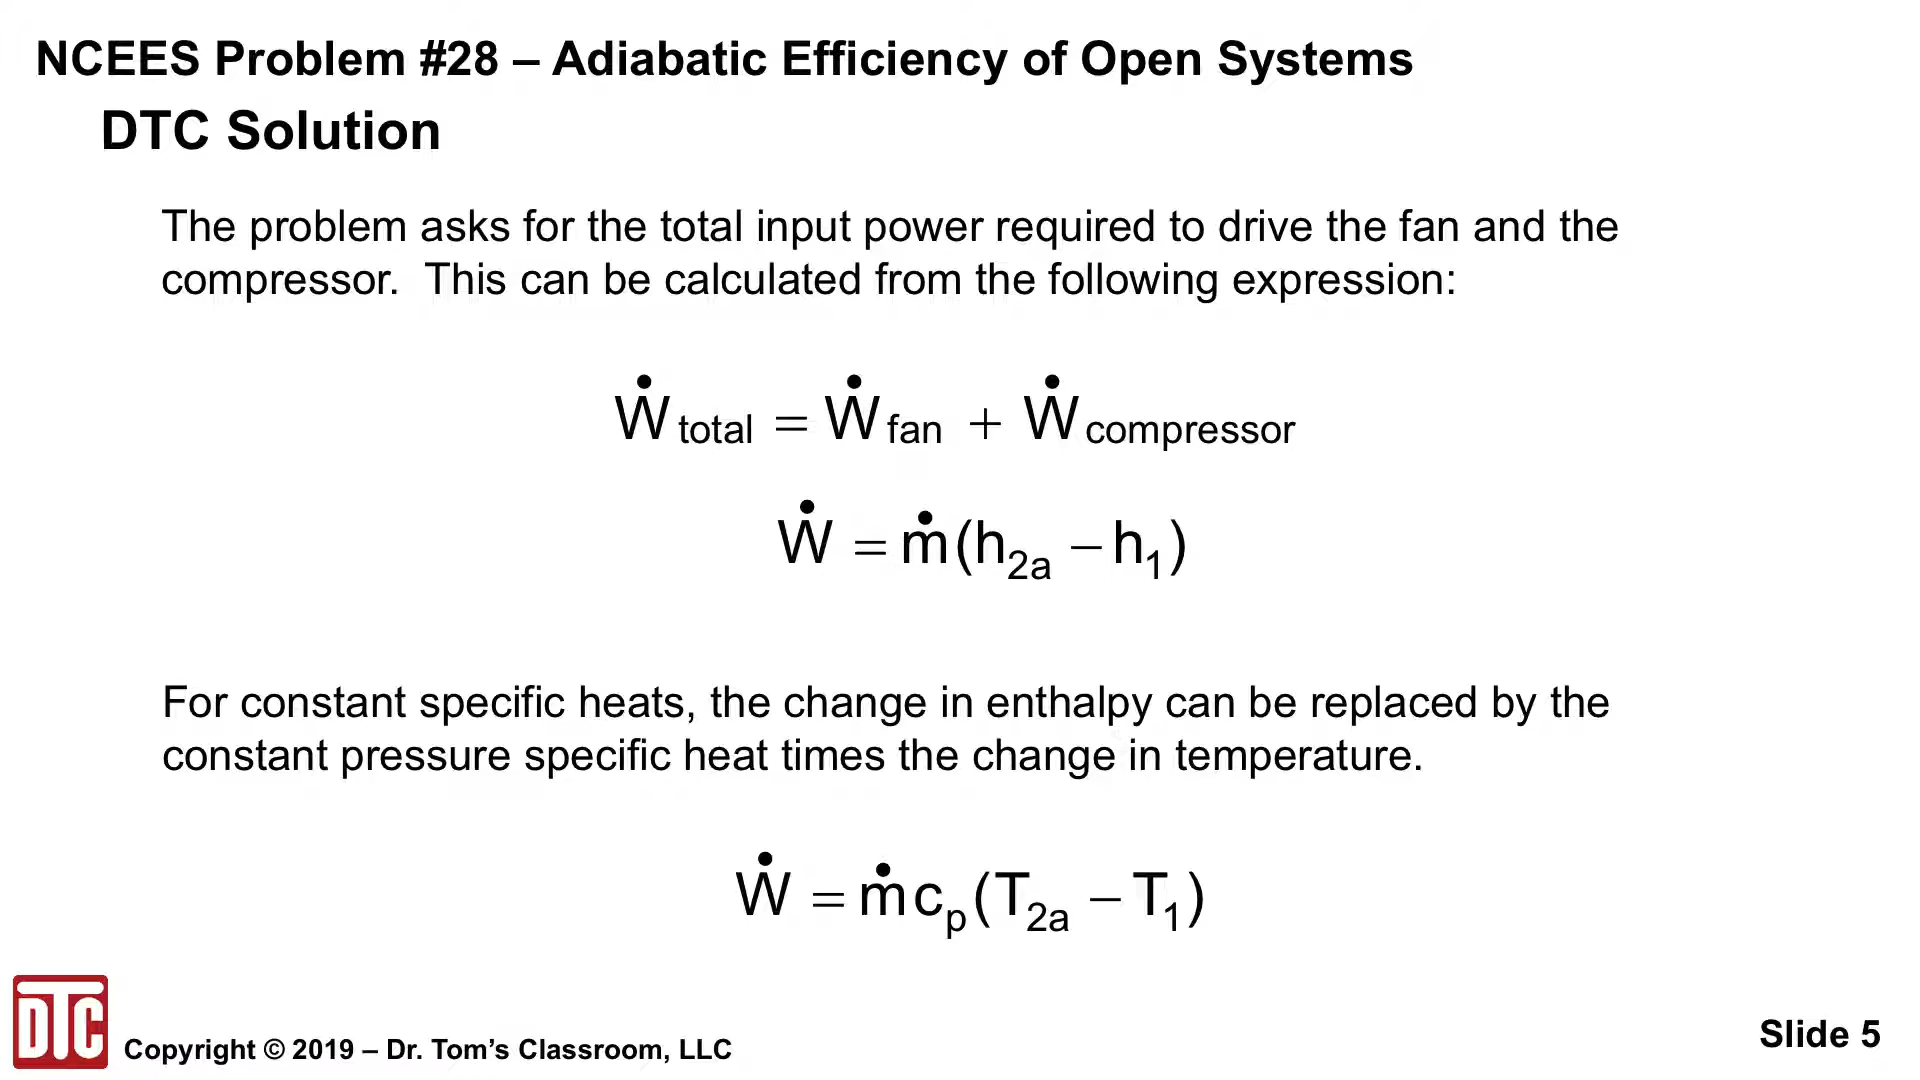 NCEES Problem #28 – Adiabatic Efficiency of Open Systems
DTC Solution
The problem asks for the total input power required to drive the fan and the
compressor.  This can be calculated from the following expression:
Ẇ total = Ẇ fan + Ẇ compressor
Ẇ = ṁ(h₂ₐ − h₁)
For constant specific heats, the change in enthalpy can be replaced by the
constant pressure specific heat times the change in temperature.
Ẇ = ṁcₚ(T₂ₐ − T₁)
DTC
Copyright © 2019 – Dr. Tom’s Classroom, LLC
Slide 5